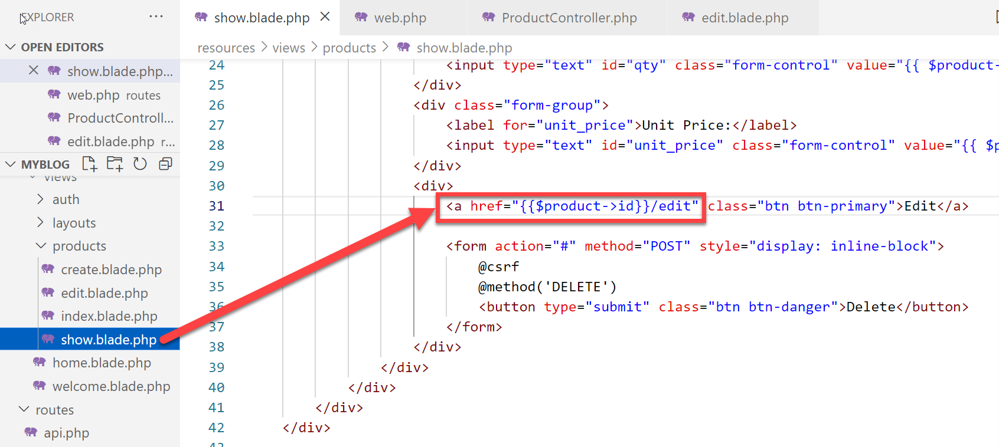 EXPLORER ...
OPEN EDITORS
show.blade.php...
web.php routes
ProductControll...
edit.blade.php r...
MYBLOG
views
auth
layouts
products
create.blade.php
edit.blade.php
index.blade.php
show.blade.php
home.blade.php
welcome.blade.php
routes
api.php
show.blade.php web.php ProductController.php edit.blade.php
resources > views > products > show.blade.php
24 <input type="text" id="qty" class="form-control" value="{{ $product-
25 </div>
26 <div class="form-group">
27 <label for="unit_price">Unit Price:</label>
28 <input type="text" id="unit_price" class="form-control" value="{{ $p
29 </div>
30 <div>
31 <a href="{{$product->id}}/edit" class="btn btn-primary">Edit</a>
32
33 <form action="#" method="POST" style="display: inline-block">
34 @csrf
35 @method('DELETE')
36 <button type="submit" class="btn btn-danger">Delete</button>
37 </form>
38 </div>
39 </div>
40 </div>
41 </div>
42 </div>
43